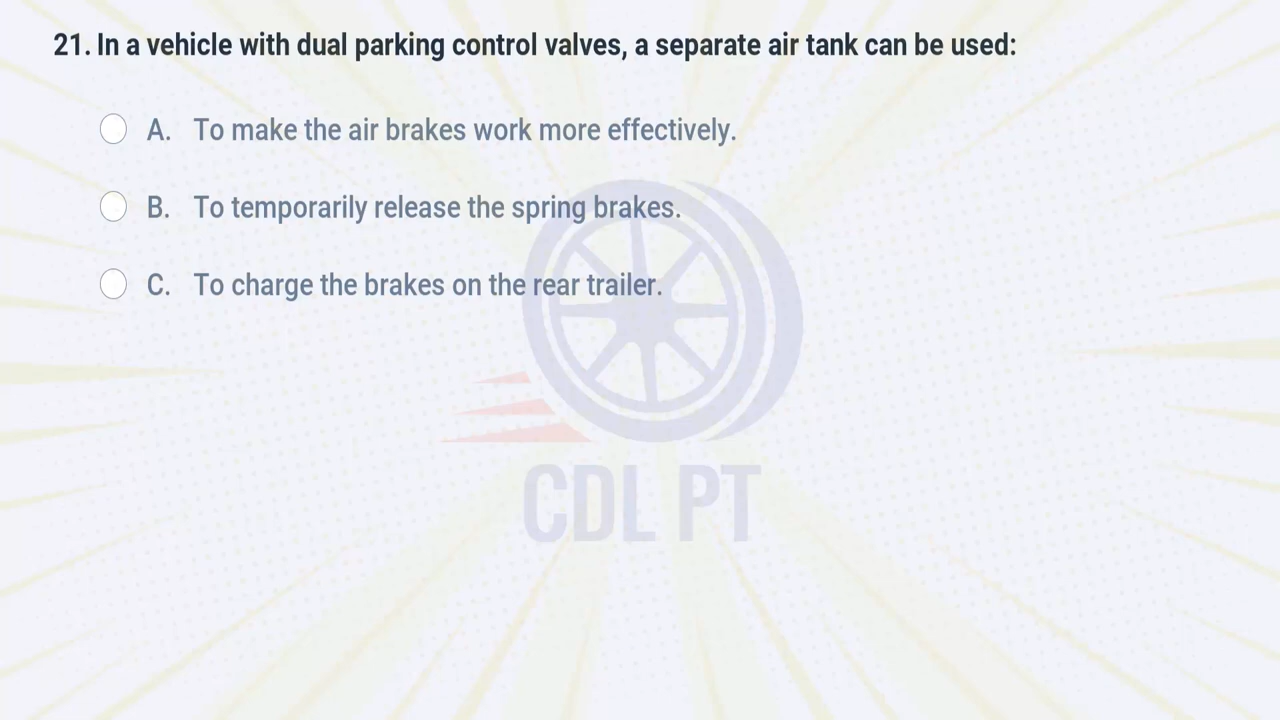 21. In a vehicle with dual parking control valves, a separate air tank can be used:
A. To make the air brakes work more effectively.
B. To temporarily release the spring brakes.
C. To charge the brakes on the rear trailer.
CDL PT